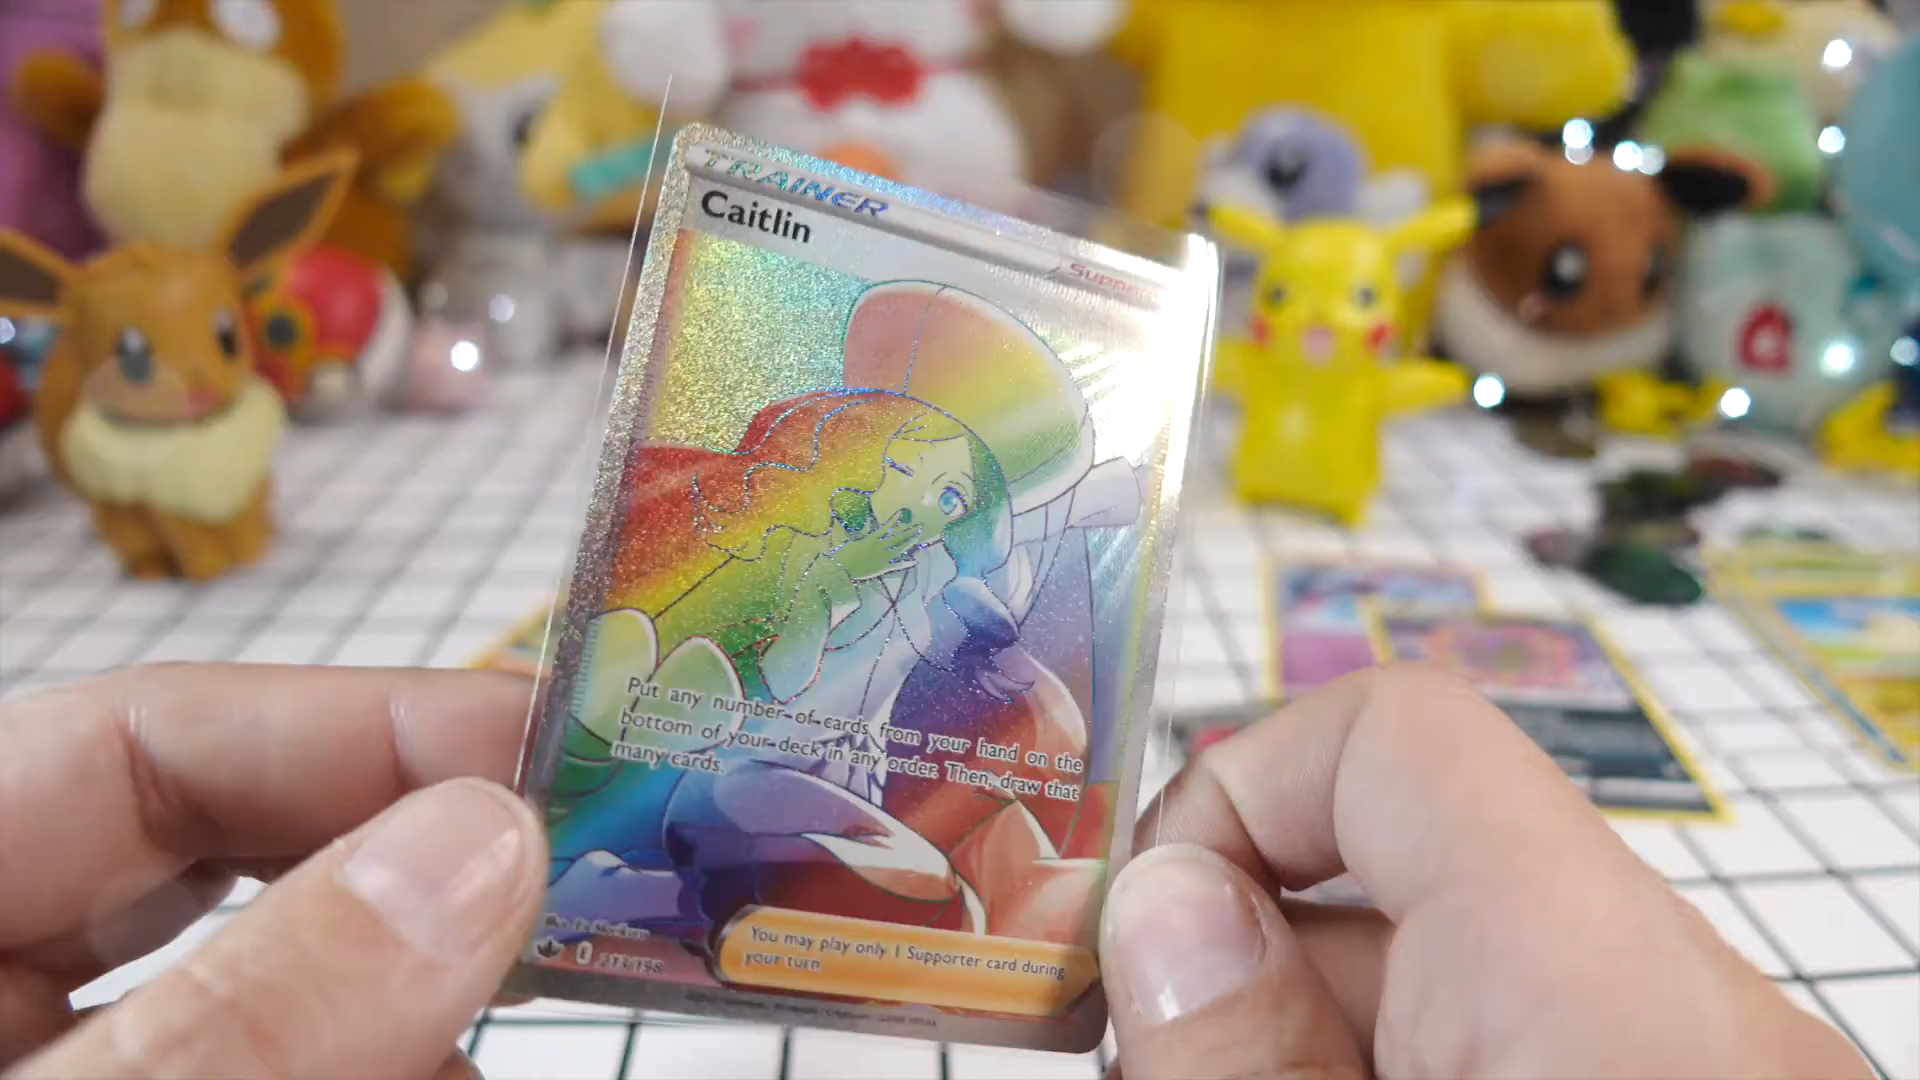 TRAINER
Caitlin
Supporter
Put any number of cards from your hand on the
bottom of your deck in any order. Then, draw that
many cards.
You may play only 1 Supporter card during
your turn.
E